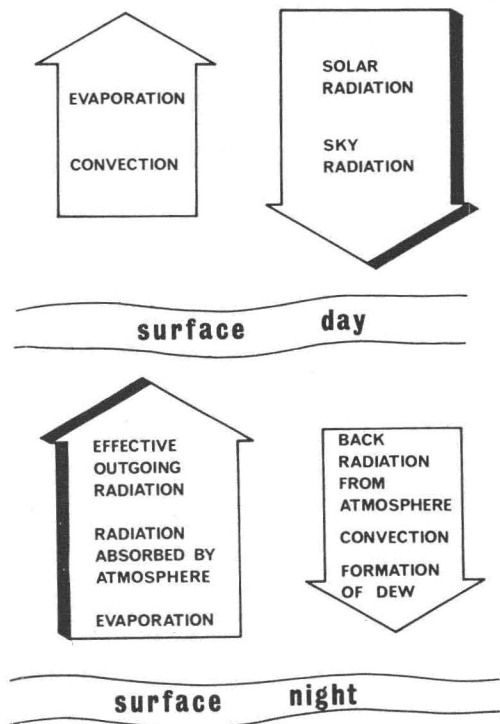 EVAPORATION
CONVECTION
SOLAR
RADIATION
SKY
RADIATION
surface day
EFFECTIVE
OUTGOING
RADIATION
RADIATION
ABSORBED BY
ATMOSPHERE
EVAPORATION
BACK
RADIATION
FROM
ATMOSPHERE
CONVECTION
FORMATION
OF DEW
surface night